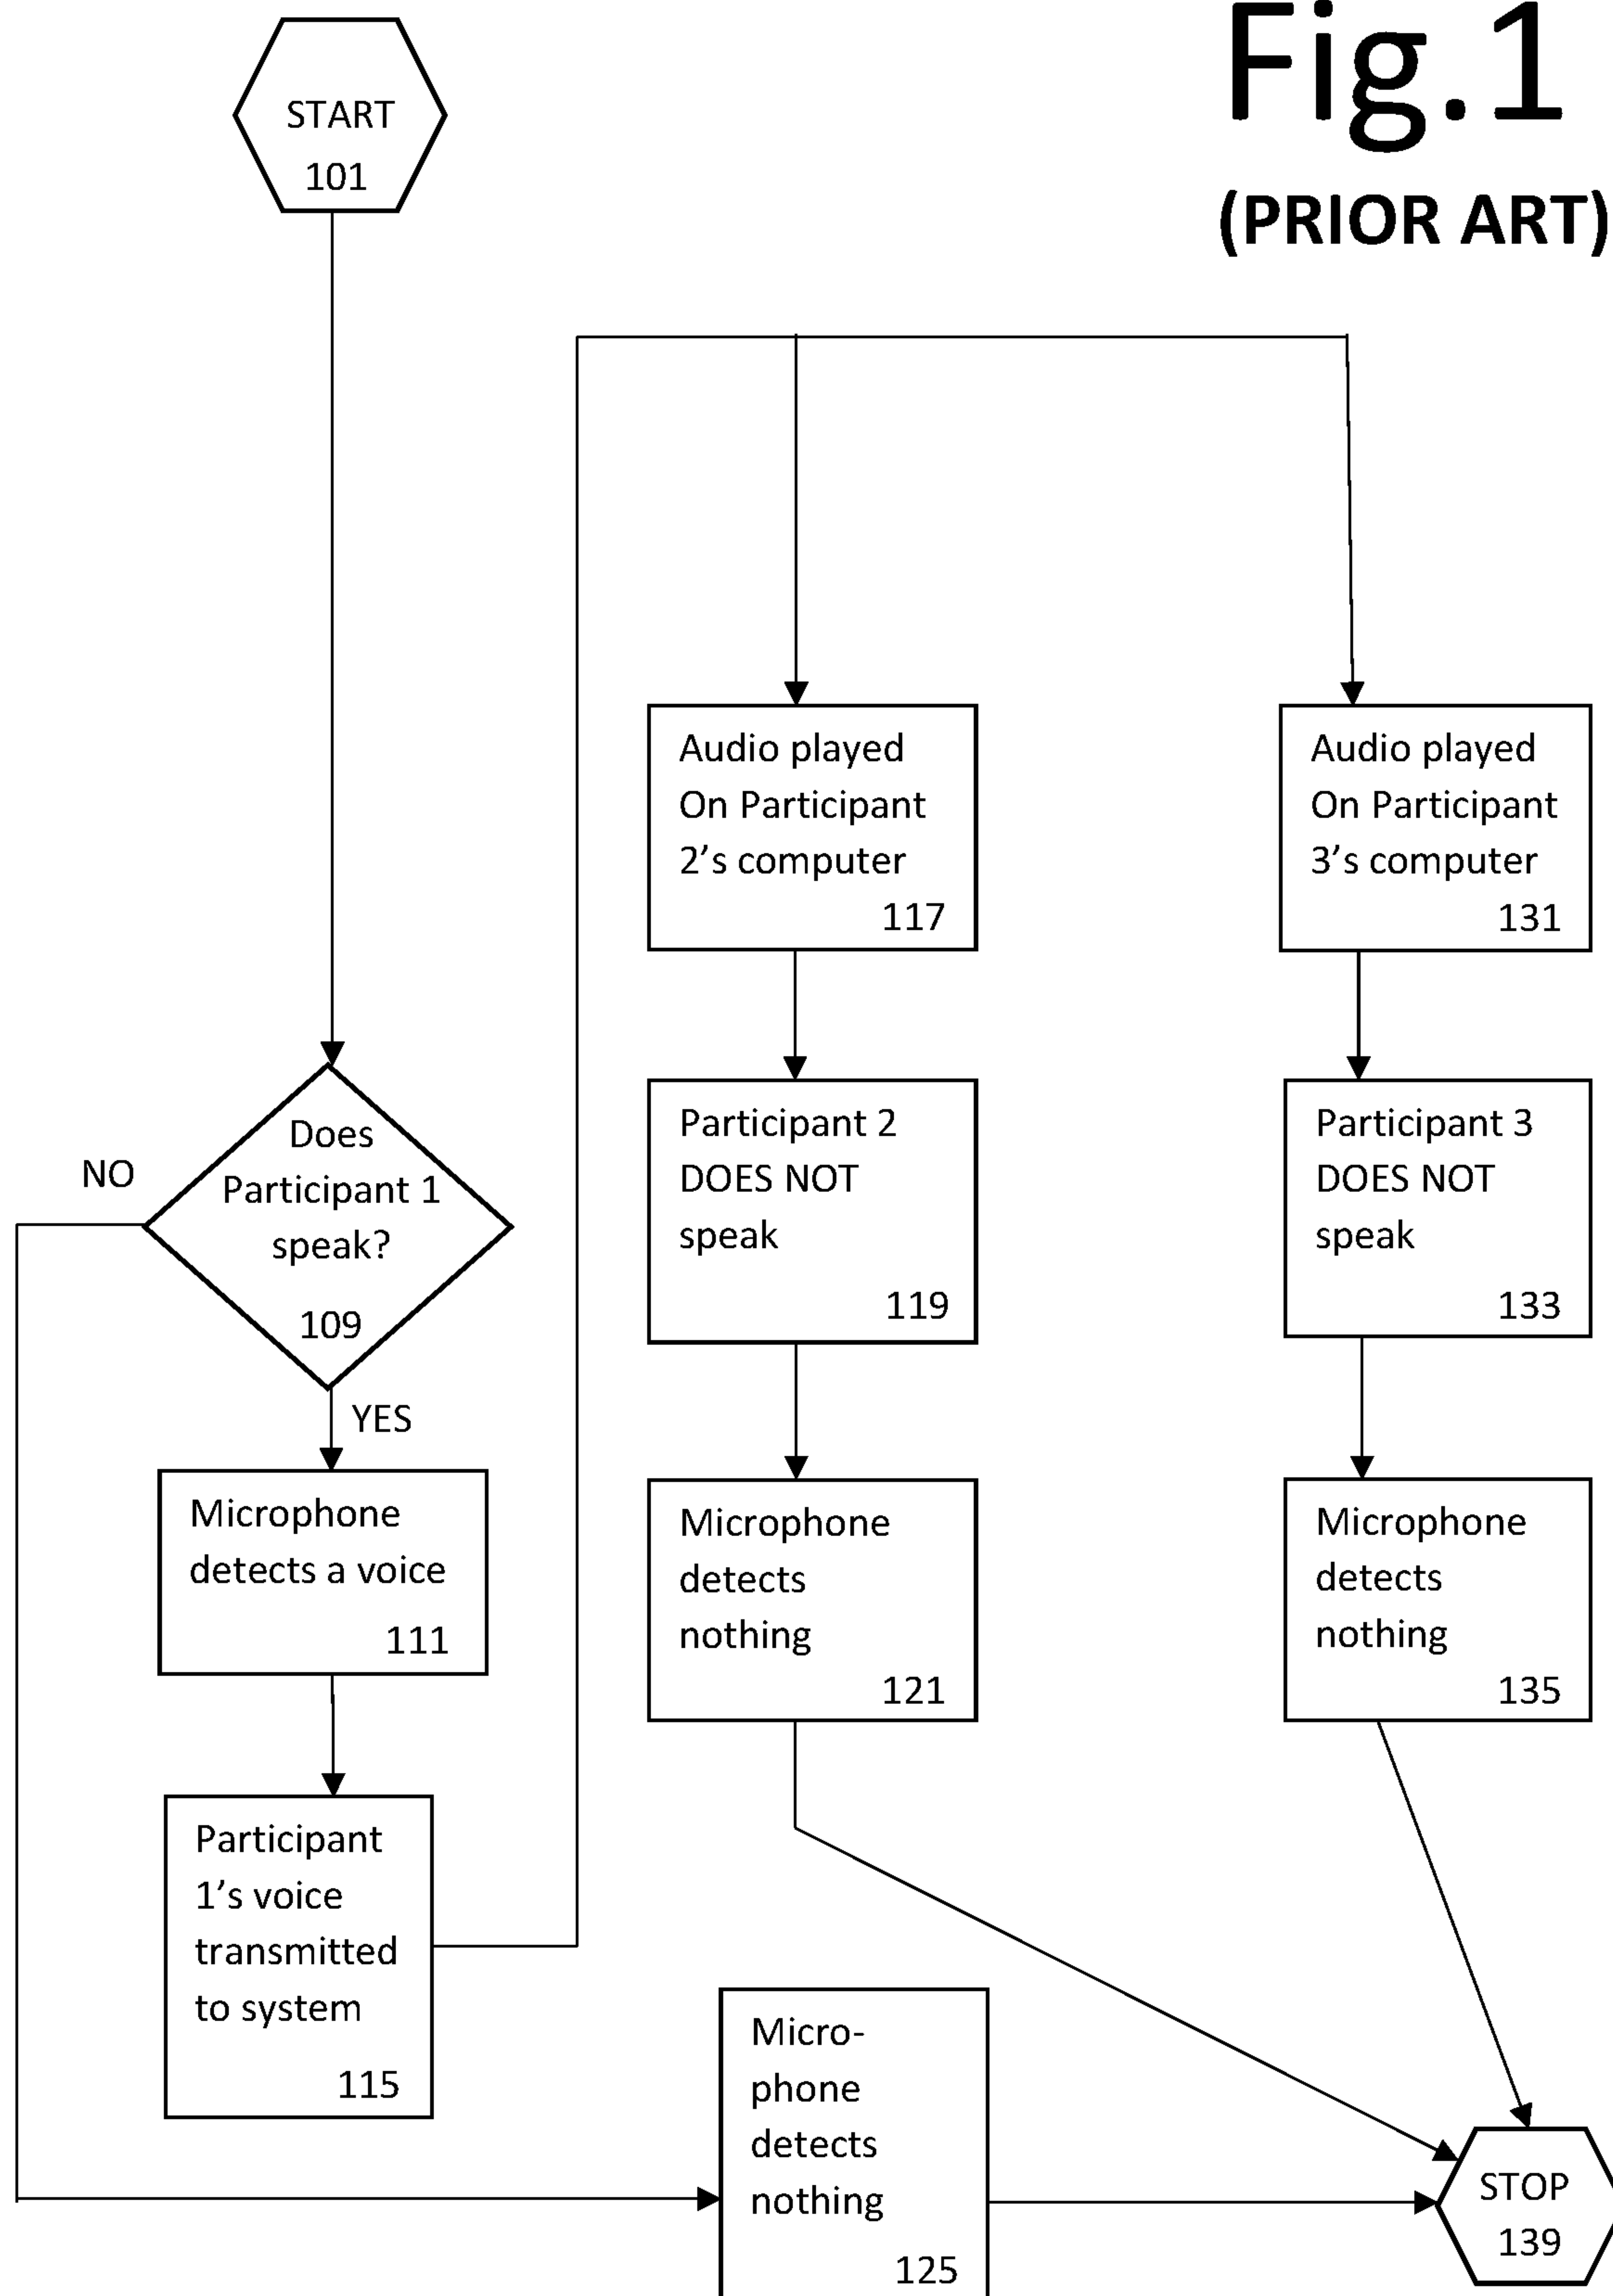 Fig.1
(PRIOR ART)
START
101
Does
Participant 1
speak?
109
NO
YES
Microphone
detects a voice
111
Participant
1’s voice
transmitted
to system
115
Audio played
On Participant
2’s computer
117
Participant 2
DOES NOT
speak
119
Microphone
detects
nothing
121
Audio played
On Participant
3’s computer
131
Participant 3
DOES NOT
speak
133
Microphone
detects
nothing
135
Micro-
phone
detects
nothing
125
STOP
139